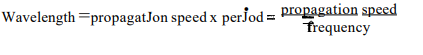 Wavelength = propagatJon speed x perJod = propagation speed
frequency